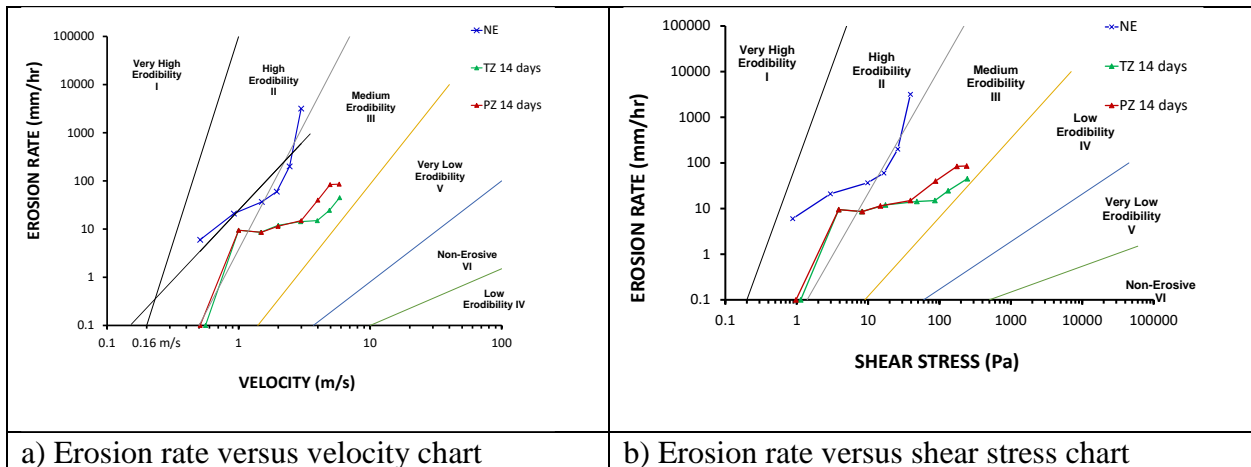 100000
10000
1000
100
10
1
0.1
EROSION RATE (mm/hr)
0.1
0.16 m/s
1
10
100
VELOCITY (m/s)
Very High
Erodibility
I
High
Erodibility
II
Medium
Erodibility
III
Very Low
Erodibility
V
Non-Erosive
VI
Low
Erodibility IV
NE
TZ 14 days
PZ 14 days
a) Erosion rate versus velocity chart
100000
10000
1000
100
10
1
0.1
EROSION RATE (mm/hr)
0.1
1
10
100
1000
10000
100000
SHEAR STRESS (Pa)
Very High
Erodibility
I
High
Erodibility
II
Medium
Erodibility
III
Low
Erodibility
IV
Very Low
Erodibility
V
Non-Erosive
VI
NE
TZ 14 days
PZ 14 days
b) Erosion rate versus shear stress chart